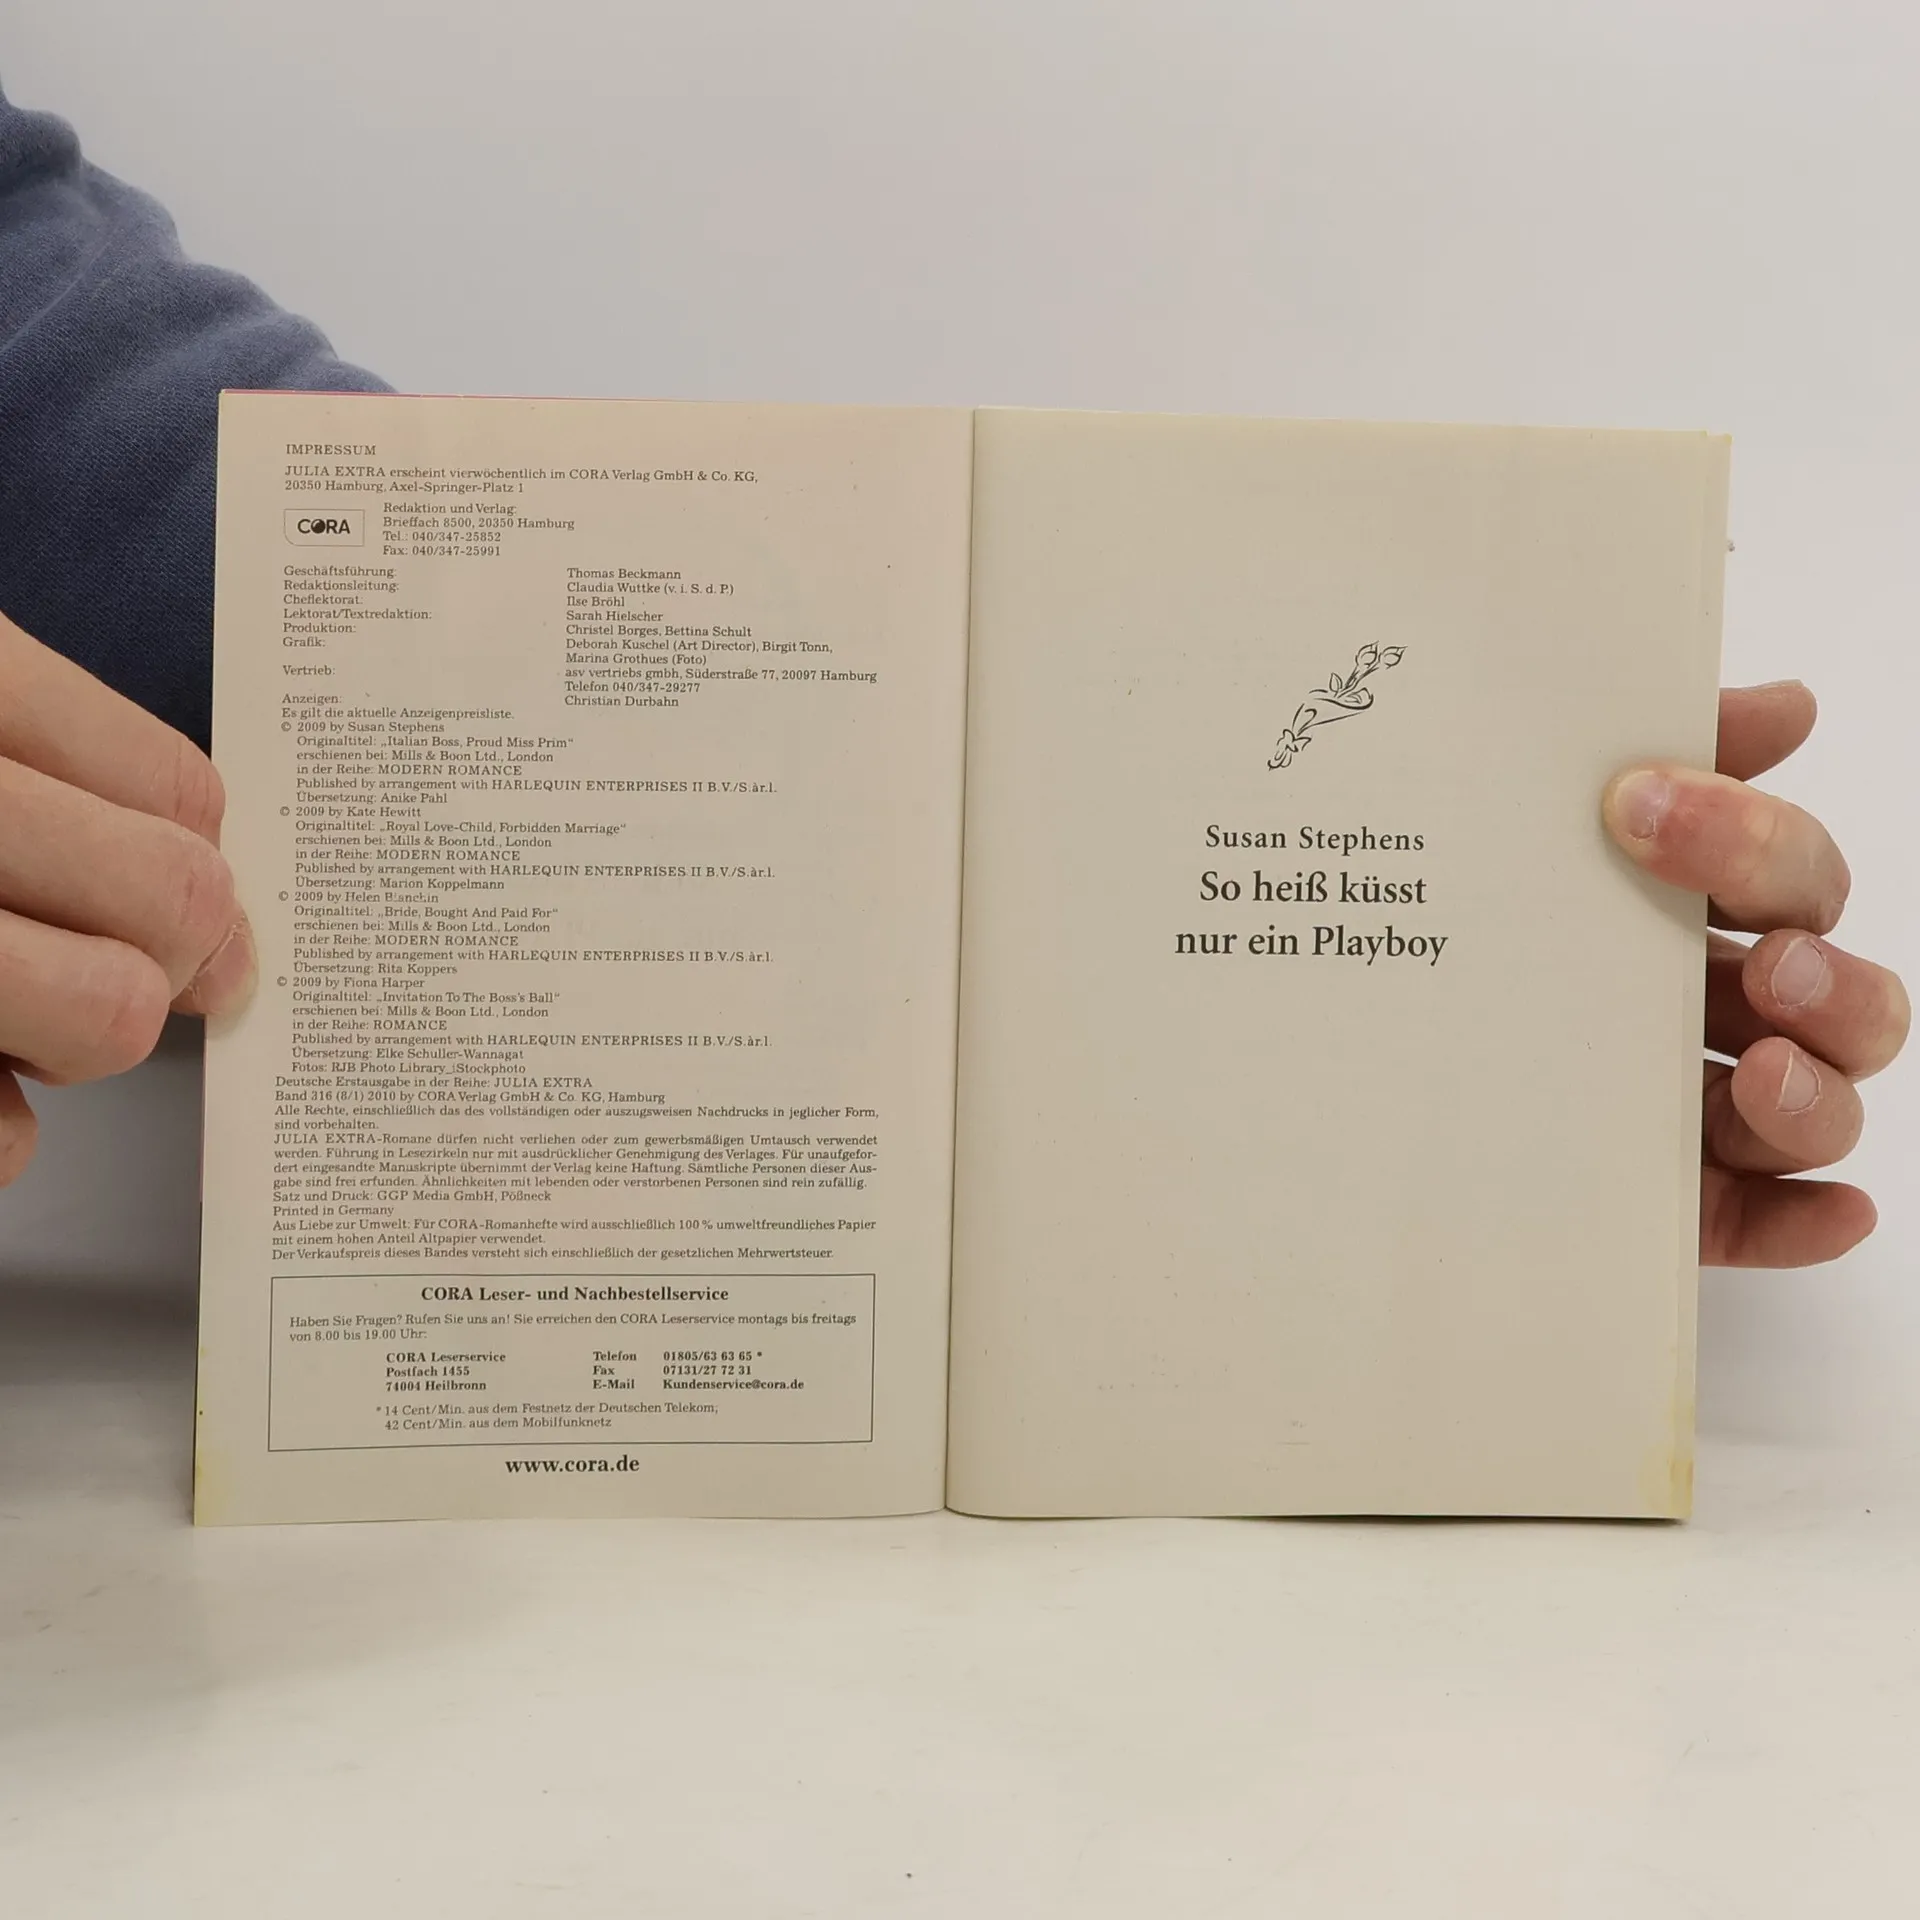 IMPRESSUM
JULIA EXTRA erscheint vierwöchentlich im CORA Verlag GmbH & Co. KG,
20350 Hamburg, Axel-Springer-Platz 1
CORA
Redaktion und Verlag:
Brieffach 8500, 20350 Hamburg
Tel.: 040/347-25852
Fax: 040/347-25991
Geschäftsführung: Thomas Beckmann
Redaktionsleitung: Claudia Wuttke (v. i. S. d. P.)
Cheflektorat: Ilse Bröhl
Lektorat/Textredaktion: Sarah Hielscher
Produktion: Christel Borges, Bettina Schult
Grafik: Deborah Kuschel (Art Director), Birgit Tonn,
Marina Grothues (Foto)
Vertrieb: asv vertriebs gmbh, Süderstraße 77, 20097 Hamburg
Telefon 040/347-29277
Anzeigen: Christian Durbahn
Es gilt die aktuelle Anzeigenpreisliste.
© 2009 by Susan Stephens
Originaltitel: „Italian Boss, Proud Miss Prim“
erschienen bei: Mills & Boon Ltd., London
in der Reihe: MODERN ROMANCE
Published by arrangement with HARLEQUIN ENTERPRISES II B.V./S.àr.l.
Übersetzung: Anike Pahl
© 2009 by Kate Hewitt
Originaltitel: „Royal Love-Child, Forbidden Marriage“
erschienen bei: Mills & Boon Ltd., London
in der Reihe: MODERN ROMANCE
Published by arrangement with HARLEQUIN ENTERPRISES II B.V./S.àr.l.
Übersetzung: Marion Koppelmann
© 2009 by Helen Bianchin
Originaltitel: „Bride, Bought And Paid For“
erschienen bei: Mills & Boon Ltd., London
in der Reihe: MODERN ROMANCE
Published by arrangement with HARLEQUIN ENTERPRISES II B.V./S.àr.l.
Übersetzung: Rita Koppers
© 2009 by Fiona Harper
Originaltitel: „Invitation To The Boss's Ball“
erschienen bei: Mills & Boon Ltd., London
in der Reihe: ROMANCE
Published by arrangement with HARLEQUIN ENTERPRISES II B.V./S.àr.l.
Übersetzung: Elke Schuller-Wannagat
Fotos: RJB Photo Library_iStockphoto
Deutsche Erstausgabe in der Reihe: JULIA EXTRA
Band 316 (8/1) 2010 by CORA Verlag GmbH & Co. KG, Hamburg
Alle Rechte, einschließlich das des vollständigen oder auszugsweisen Nachdrucks in jeglicher Form,
sind vorbehalten.
JULIA EXTRA-Romane dürfen nicht verliehen oder zum gewerbsmäßigen Umtausch verwendet
werden. Führung in Lesezirkeln nur mit ausdrücklicher Genehmigung des Verlages. Für unaufgefor-
dert eingesandte Manuskripte übernimmt der Verlag keine Haftung. Sämtliche Personen dieser Aus-
gabe sind frei erfunden. Ähnlichkeiten mit lebenden oder verstorbenen Personen sind rein zufällig.
Satz und Druck: GGP Media GmbH, Pößneck
Printed in Germany
Aus Liebe zur Umwelt: Für CORA-Romanhefte wird ausschließlich 100 % umweltfreundliches Papier
mit einem hohen Anteil Altpapier verwendet.
Der Verkaufspreis dieses Bandes versteht sich einschließlich der gesetzlichen Mehrwertsteuer.
CORA Leser- und Nachbestellservice
Haben Sie Fragen? Rufen Sie uns an! Sie erreichen den CORA Leserservice montags bis freitags
von 8.00 bis 19.00 Uhr:
CORA Leserservice Telefon 01805/63 63 65 *
Postfach 1455 Fax 07131/27 72 31
74004 Heilbronn E-Mail Kundenservice@cora.de
* 14 Cent/Min. aus dem Festnetz der Deutschen Telekom;
42 Cent/Min. aus dem Mobilfunknetz
www.cora.de
Susan Stephens
So heiß küsst
nur ein Playboy